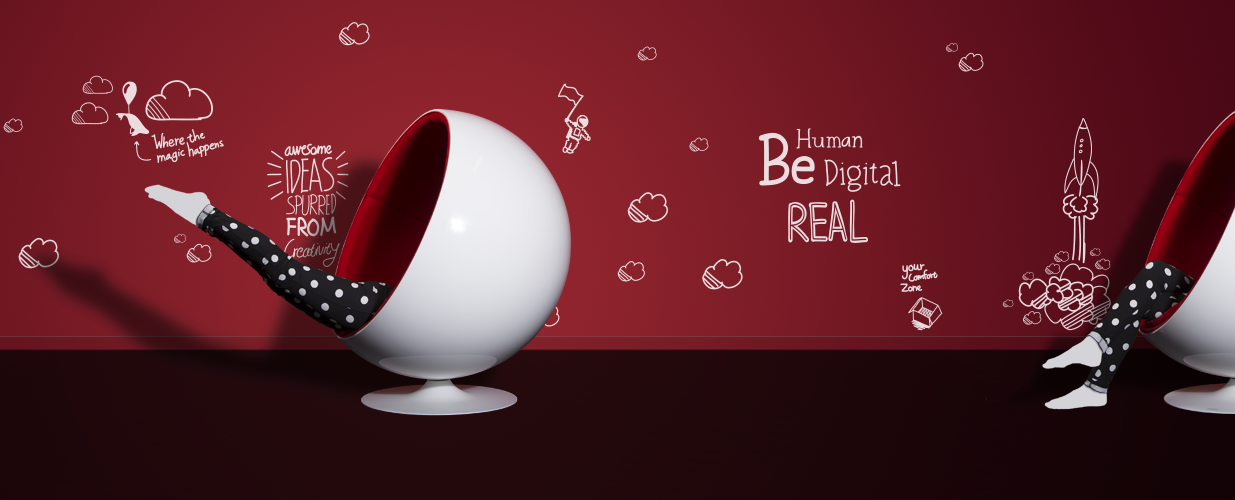 Where the
magic happens
awesome
IDEAS
SPURRED
FROM
Creativity
Human
Be Digital
REAL
your
Comfort
Zone